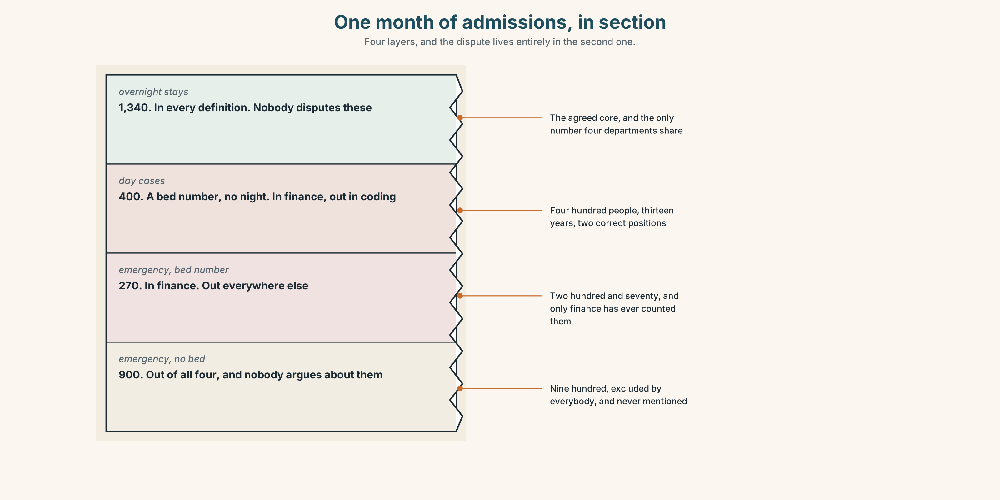 One month of admissions, in section
Four layers, and the dispute lives entirely in the second one.
overnight stays
1,340. In every definition. Nobody disputes these
The agreed core, and the only
number four departments share
day cases
400. A bed number, no night. In finance, out in coding
Four hundred people, thirteen
years, two correct positions
emergency, bed number
270. In finance. Out everywhere else
Two hundred and seventy, and
only finance has ever counted
them
emergency, no bed
900. Out of all four, and nobody argues about them
Nine hundred, excluded by
everybody, and never mentioned